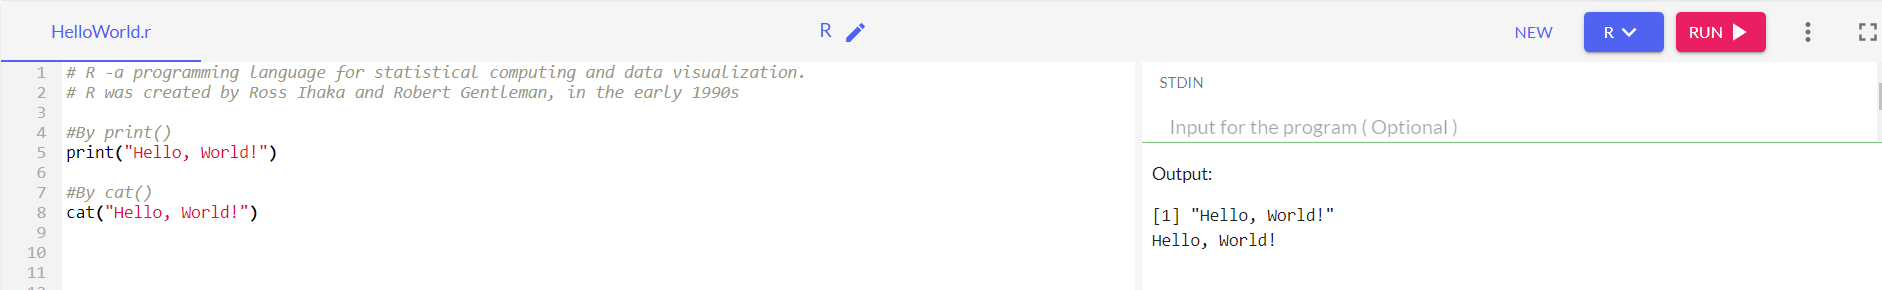 HelloWorld.r
R
NEW
R
RUN
1 # R -a programming language for statistical computing and data visualization.
2 # R was created by Ross Ihaka and Robert Gentleman, in the early 1990s
3
4 #By print()
5 print("Hello, World!")
6
7 #By cat()
8 cat("Hello, World!")
9
10
11
STDIN
Input for the program ( Optional )
Output:
[1] "Hello, World!"
Hello, World!